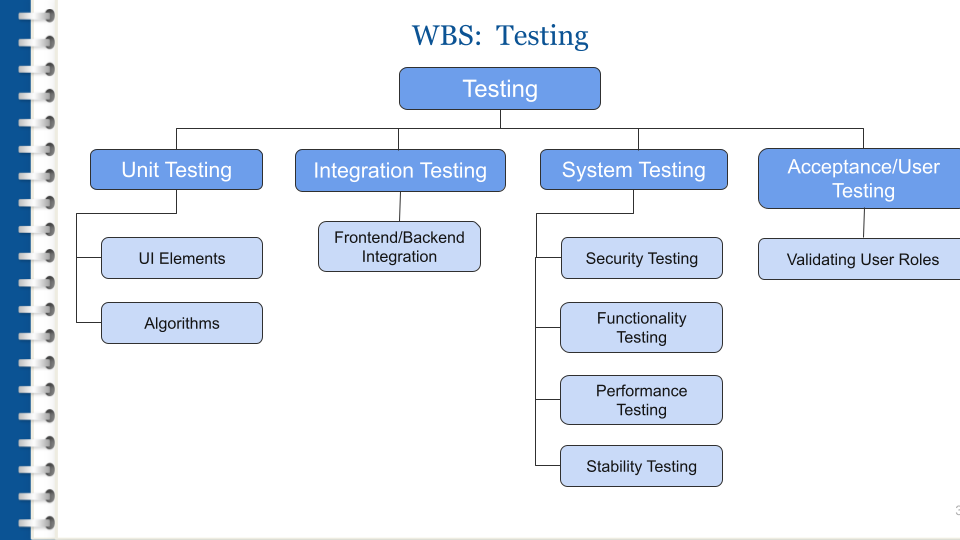 WBS:  Testing
Testing
Unit Testing
Integration Testing
System Testing
Acceptance/User
Testing
UI Elements
Algorithms
Frontend/Backend
Integration
Security Testing
Functionality
Testing
Performance
Testing
Stability Testing
Validating User Roles